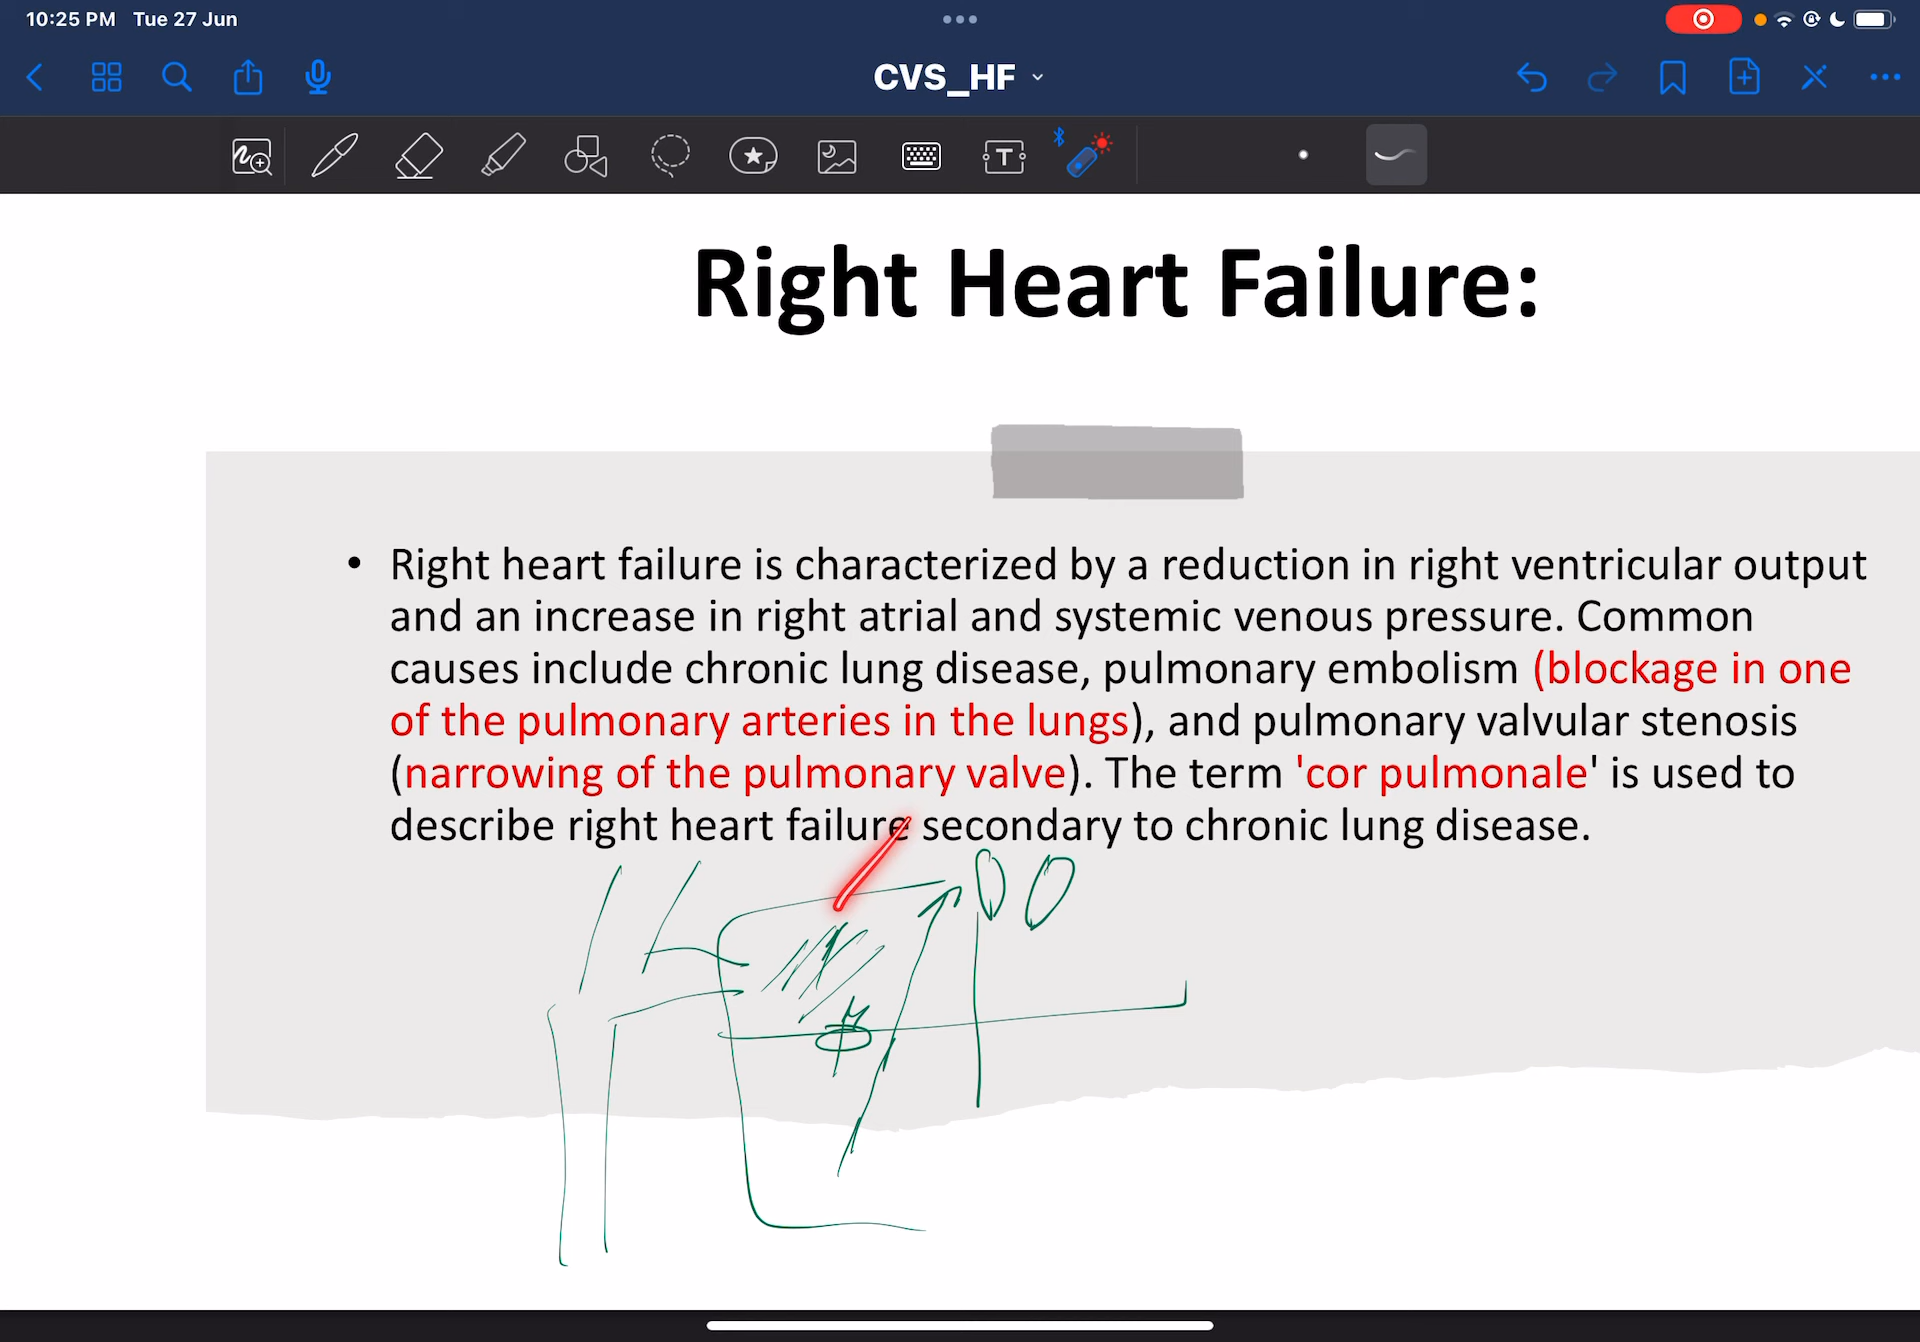 10:25 PM Tue 27 Jun
CVS_HF
T
Right Heart Failure:
• Right heart failure is characterized by a reduction in right ventricular output
and an increase in right atrial and systemic venous pressure. Common
causes include chronic lung disease, pulmonary embolism (blockage in one
of the pulmonary arteries in the lungs), and pulmonary valvular stenosis
(narrowing of the pulmonary valve). The term 'cor pulmonale' is used to
describe right heart failure secondary to chronic lung disease.